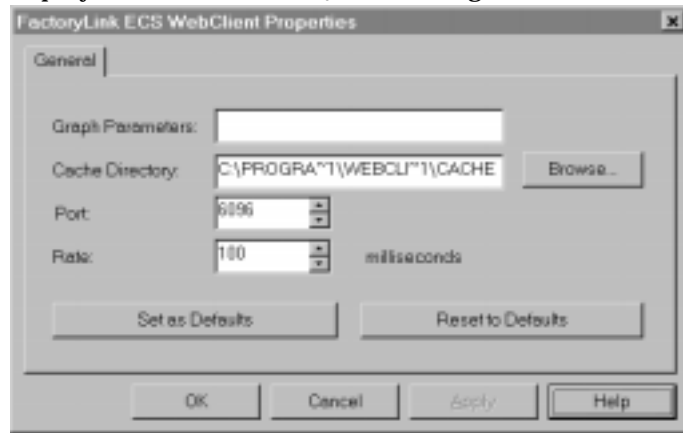 FactoryLink ECS WebClient Properties
General
Graph Parameters:
Cache Directory: C:\PROGRA~1\WEBCLI~1\CACHE Browse...
Port: 6096
Rate: 100 milliseconds
Set as Defaults Reset to Defaults
OK Cancel Apply Help